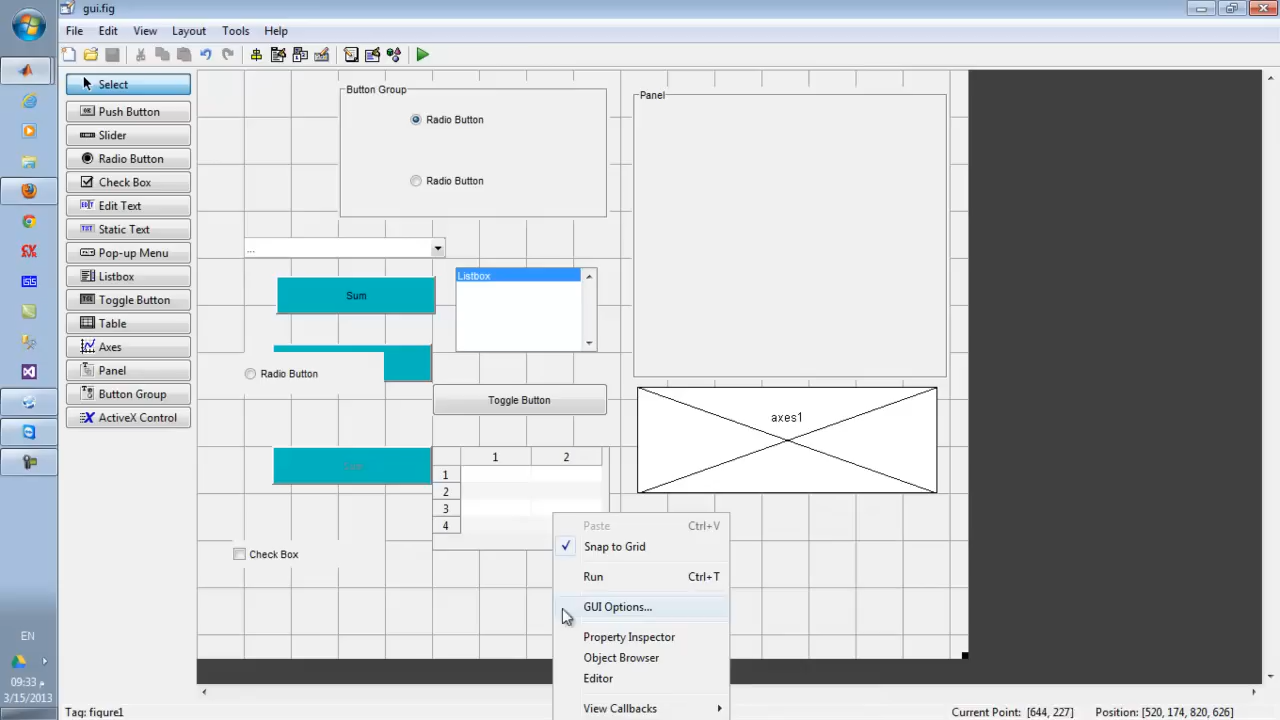 gui.fig
File Edit View Layout Tools Help
Select
Push Button
Slider
Radio Button
Check Box
Edit Text
Static Text
Pop-up Menu
Listbox
Toggle Button
Table
Axes
Panel
Button Group
ActiveX Control
Button Group
Radio Button
Radio Button
Panel
...
Sum
Listbox
Radio Button
Toggle Button
axes1
1 2
1
2
3
4
Check Box
Paste Ctrl+V
Snap to Grid
Run Ctrl+T
GUI Options...
Property Inspector
Object Browser
Editor
View Callbacks
Tag: figure1
Current Point: [644, 227] Position: [520, 174, 820, 626]
EN
09:33 م
3/15/2013